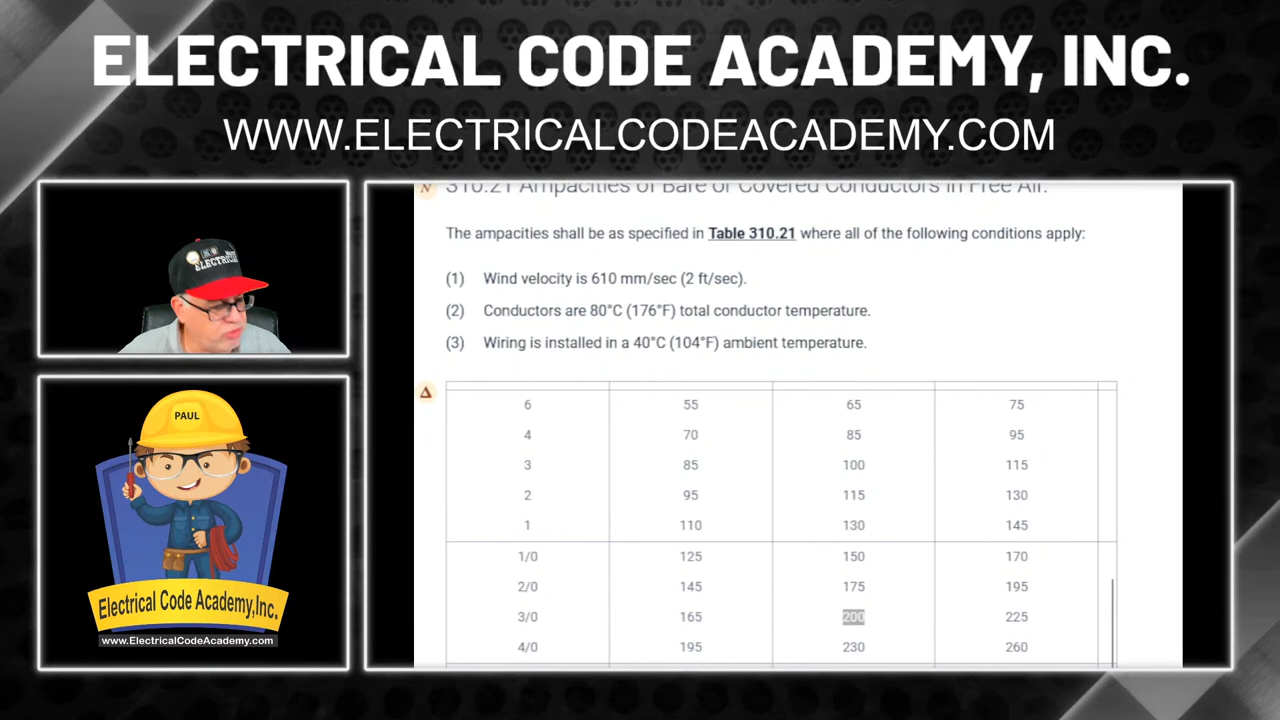 ELECTRICAL CODE ACADEMY, INC.
WWW.ELECTRICALCODEACADEMY.COM
N 310.21 Ampacities of Bare or Covered Conductors in Free Air.
The ampacities shall be as specified in Table 310.21 where all of the following conditions apply:
(1) Wind velocity is 610 mm/sec (2 ft/sec).
(2) Conductors are 80°C (176°F) total conductor temperature.
(3) Wiring is installed in a 40°C (104°F) ambient temperature.
Δ
6 55 65 75
4 70 85 95
3 85 100 115
2 95 115 130
1 110 130 145
1/0 125 150 170
2/0 145 175 195
3/0 165 200 225
4/0 195 230 260
ELECTRICIAN
PAUL
Electrical Code Academy,Inc.
www.ElectricalCodeAcademy.com